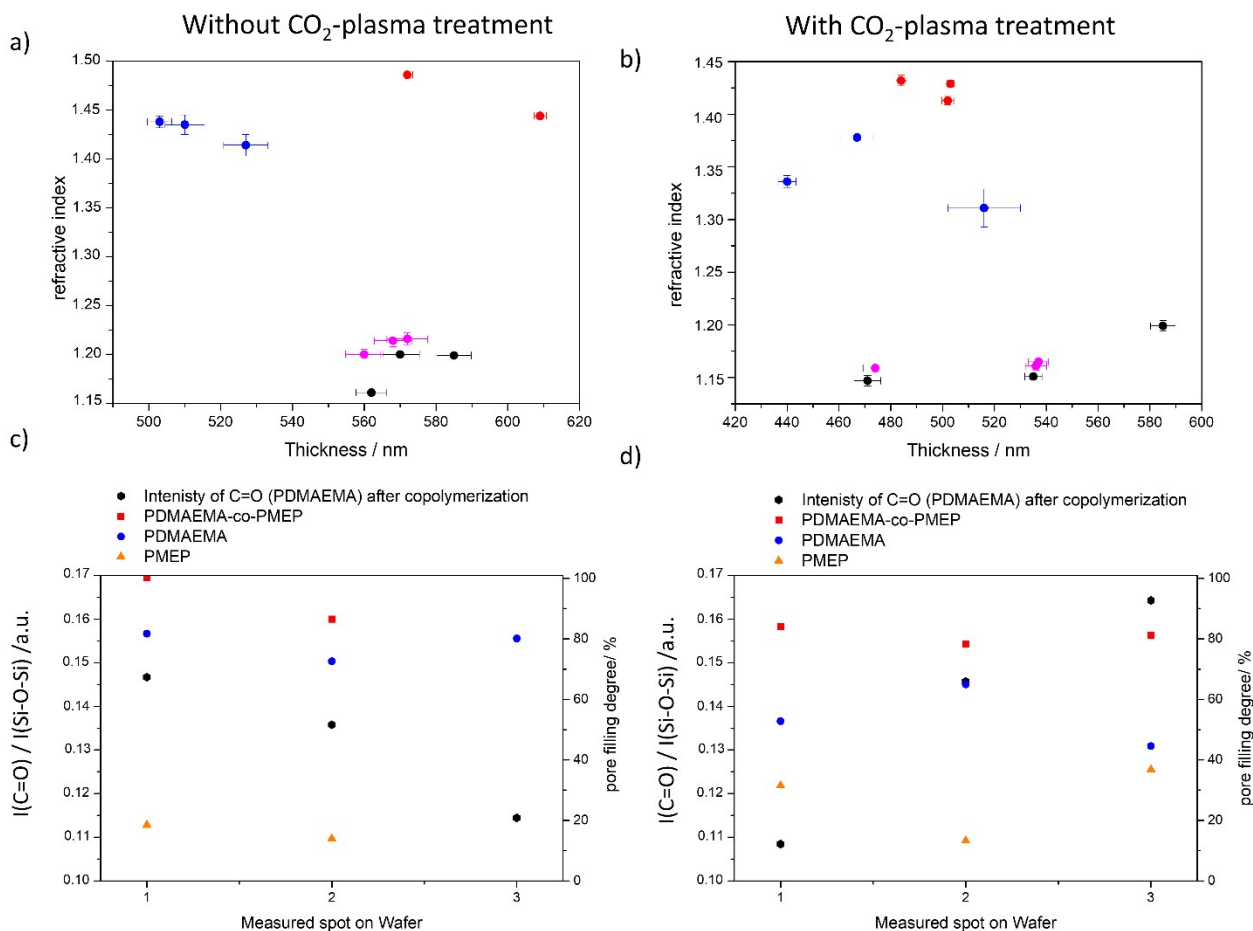 Without CO₂-plasma treatment
With CO₂-plasma treatment
a)
1.50
1.45
1.40
1.35
1.30
1.25
1.20
1.15
refractive index
500 520 540 560 580 600 620
Thickness / nm
b)
1.45
1.40
1.35
1.30
1.25
1.20
1.15
refractive index
420 440 460 480 500 520 540 560 580 600
Thickness / nm
c)
Intenisty of C=O (PDMAEMA) after copolymerization
PDMAEMA-co-PMEP
PDMAEMA
PMEP
0.17
0.16
0.15
0.14
0.13
0.12
0.11
0.10
I(C=O) / I(Si-O-Si) /a.u.
100
80
60
40
20
0
pore filling degree/ %
1 2 3
Measured spot on Wafer
d)
Intenisty of C=O (PDMAEMA) after copolymerization
PDMAEMA-co-PMEP
PDMAEMA
PMEP
0.17
0.16
0.15
0.14
0.13
0.12
0.11
0.10
I(C=O) / I(Si-O-Si) /a.u.
100
80
60
40
20
0
pore filling degree/ %
1 2 3
Measured spot on Wafer